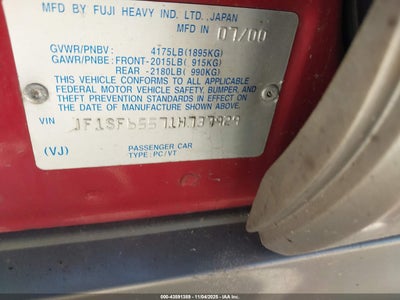 MFD BY FUJI HEAVY IND. LTD., JAPAN
MFD IN 07/00
GVWR/PNBV : 4175LB(1895KG)
GAWR/PNBE: FRONT-2015LB( 915KG)
REAR -2180LB( 990KG)
THIS VEHICLE CONFORMS TO ALL APPLICABLE
FEDERAL MOTOR VEHICLE SAFETY, BUMPER, AND
THEFT PREVENTION STANDARDS IN EFFECT ON THE
DATE OF MANUFACTURE SHOWN ABOVE.
VIN
(VJ)
PASSENGER CAR
TYPE : PC/VT
000-43591389 - 11/04/2025 - IAA Inc.